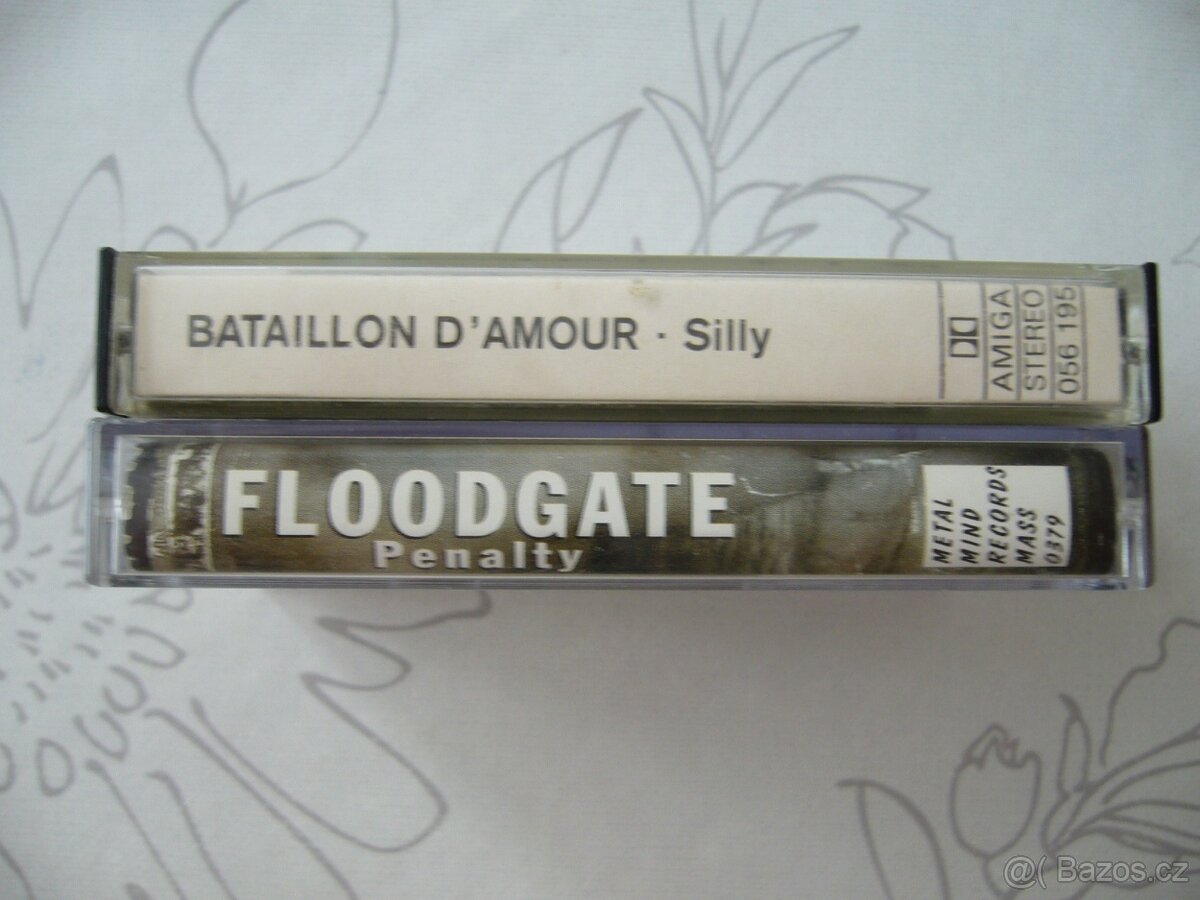 BATAILLON D'AMOUR · Silly
AMIGA
STEREO
056 195
FLOODGATE
Penalty
METAL
MIND
RECORDS
MASS
0379
@( Bazos.cz